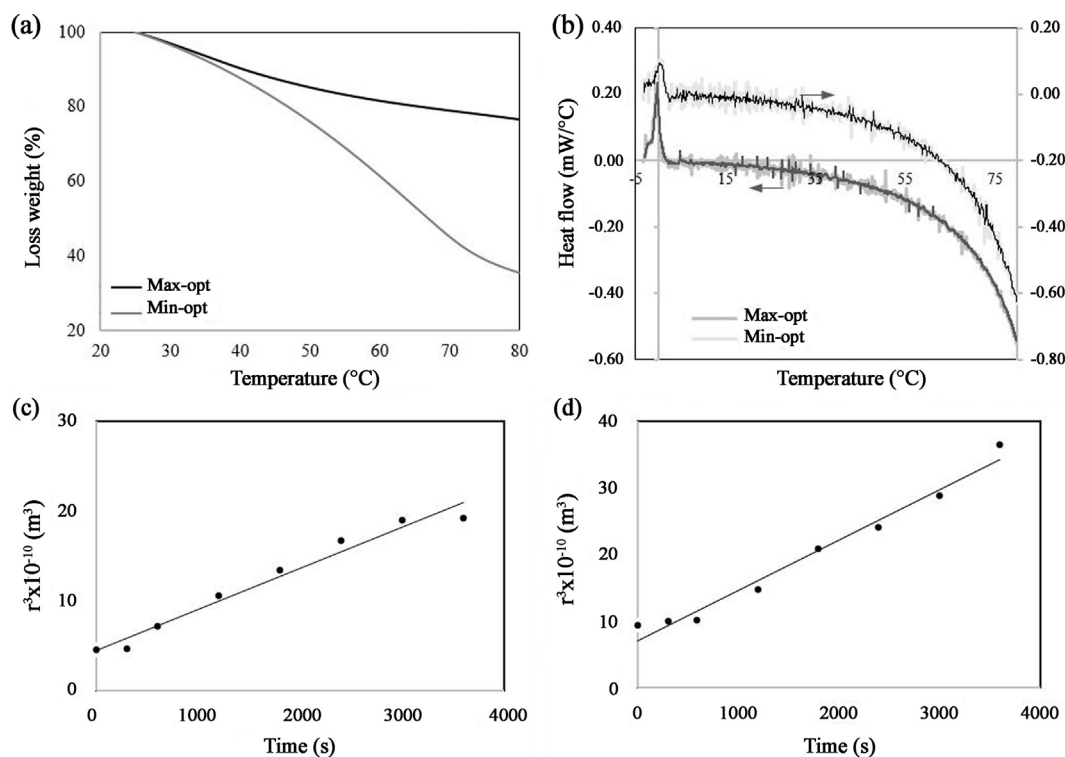 (a)
100
80
60
40
20
Loss weight (%)
Max-opt
Min-opt
20 30 40 50 60 70 80
Temperature (°C)
(b)
0.40
0.20
0.00
-0.20
-0.40
-0.60
Heat flow (mW/°C)
-5 15 35 55 75
0.20
0.00
-0.20
-0.40
-0.60
-0.80
Max-opt
Min-opt
Temperature (°C)
(c)
30
20
10
0
r³x10⁻¹⁰ (m³)
0 1000 2000 3000 4000
Time (s)
(d)
40
30
20
10
0
r³x10⁻¹⁰ (m³)
0 1000 2000 3000 4000
Time (s)